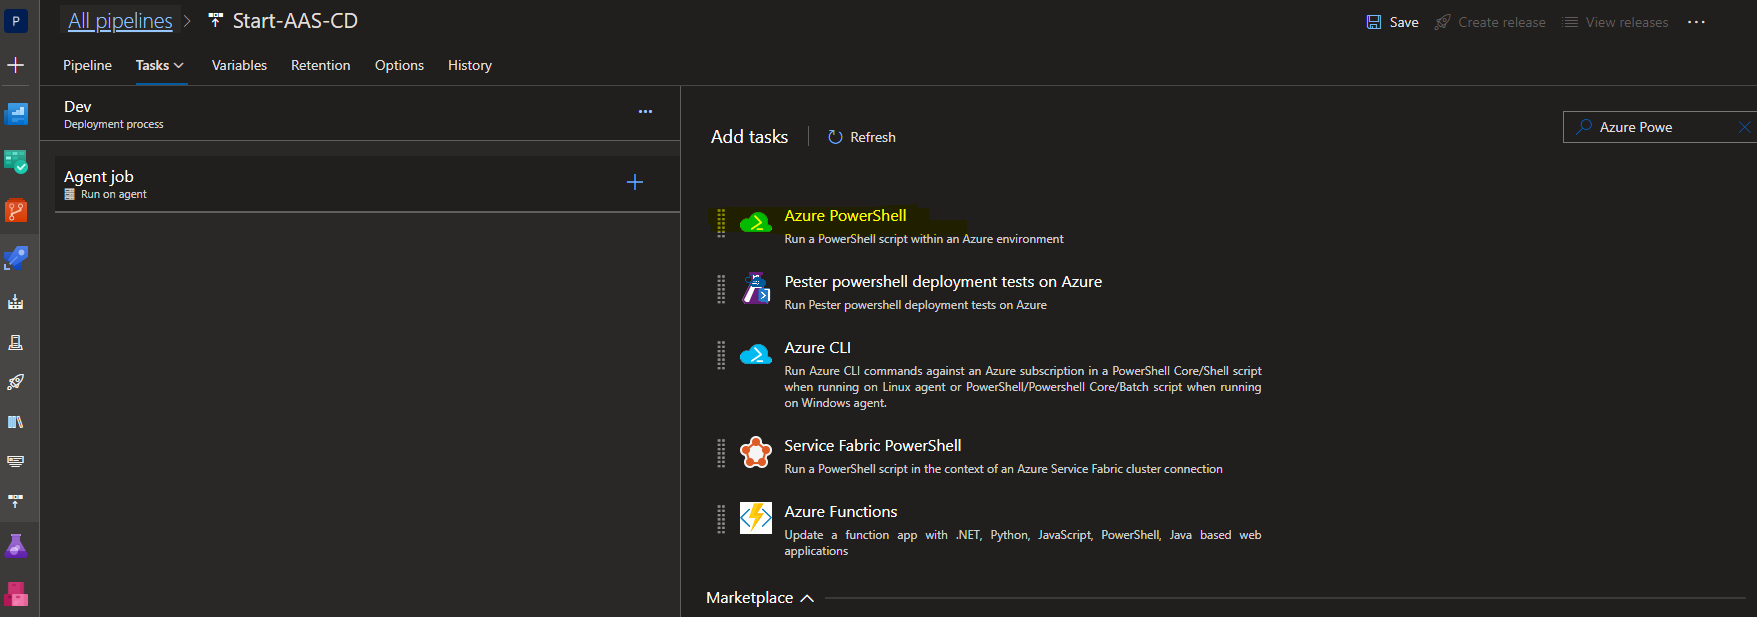 P
All pipelines > Start-AAS-CD
Save
Create release
View releases
...
Pipeline
Tasks
Variables
Retention
Options
History
Dev
Deployment process
...
Agent job
Run on agent
Add tasks
Refresh
Azure Powe
Azure PowerShell
Run a PowerShell script within an Azure environment
Pester powershell deployment tests on Azure
Run Pester powershell deployment tests on Azure
Azure CLI
Run Azure CLI commands against an Azure subscription in a PowerShell Core/Shell script
when running on Linux agent or PowerShell/Powershell Core/Batch script when running
on Windows agent.
Service Fabric PowerShell
Run a PowerShell script in the context of an Azure Service Fabric cluster connection
Azure Functions
Update a function app with .NET, Python, JavaScript, PowerShell, Java based web
applications
Marketplace